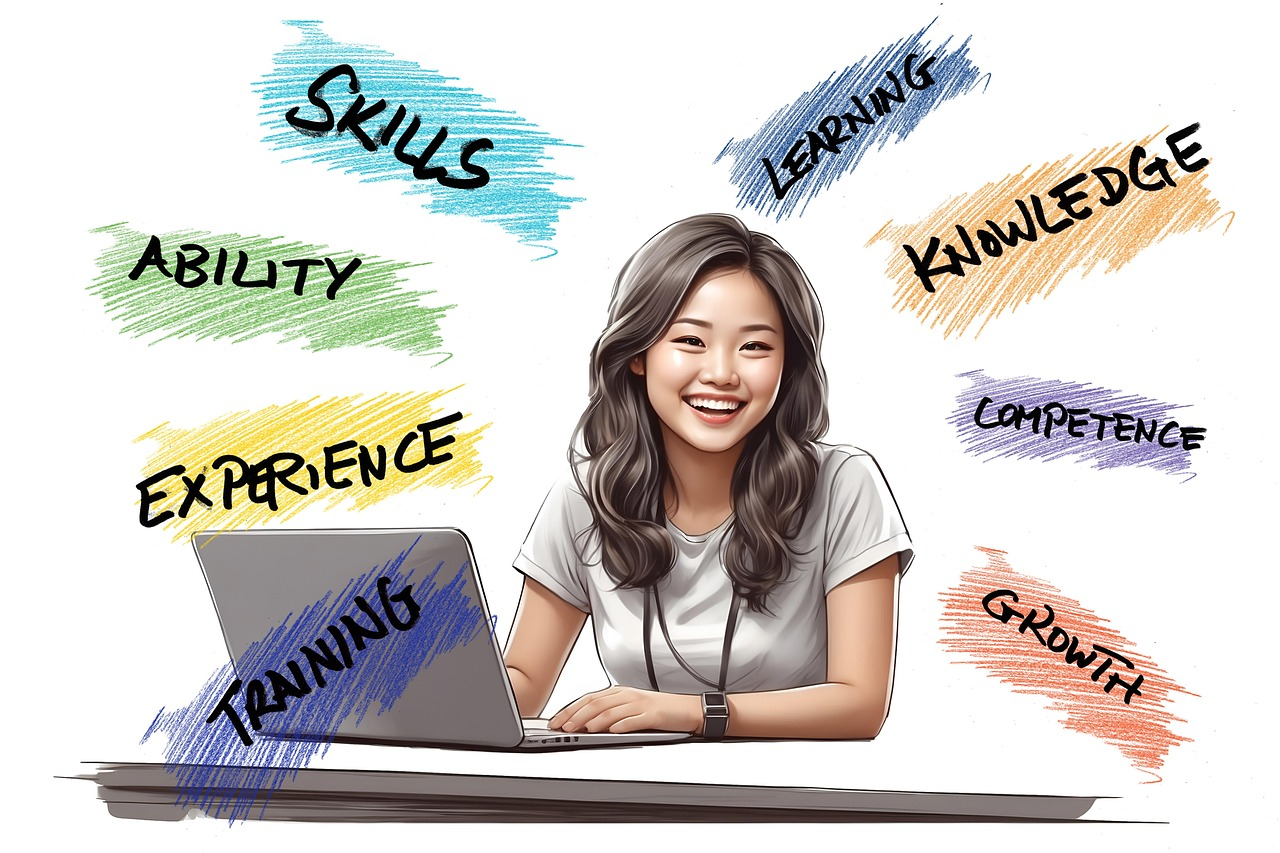 SKILLS
LEARNING
KNOWLEDGE
ABILITY
COMPETENCE
EXPERIENCE
TRAINING
GROWTH